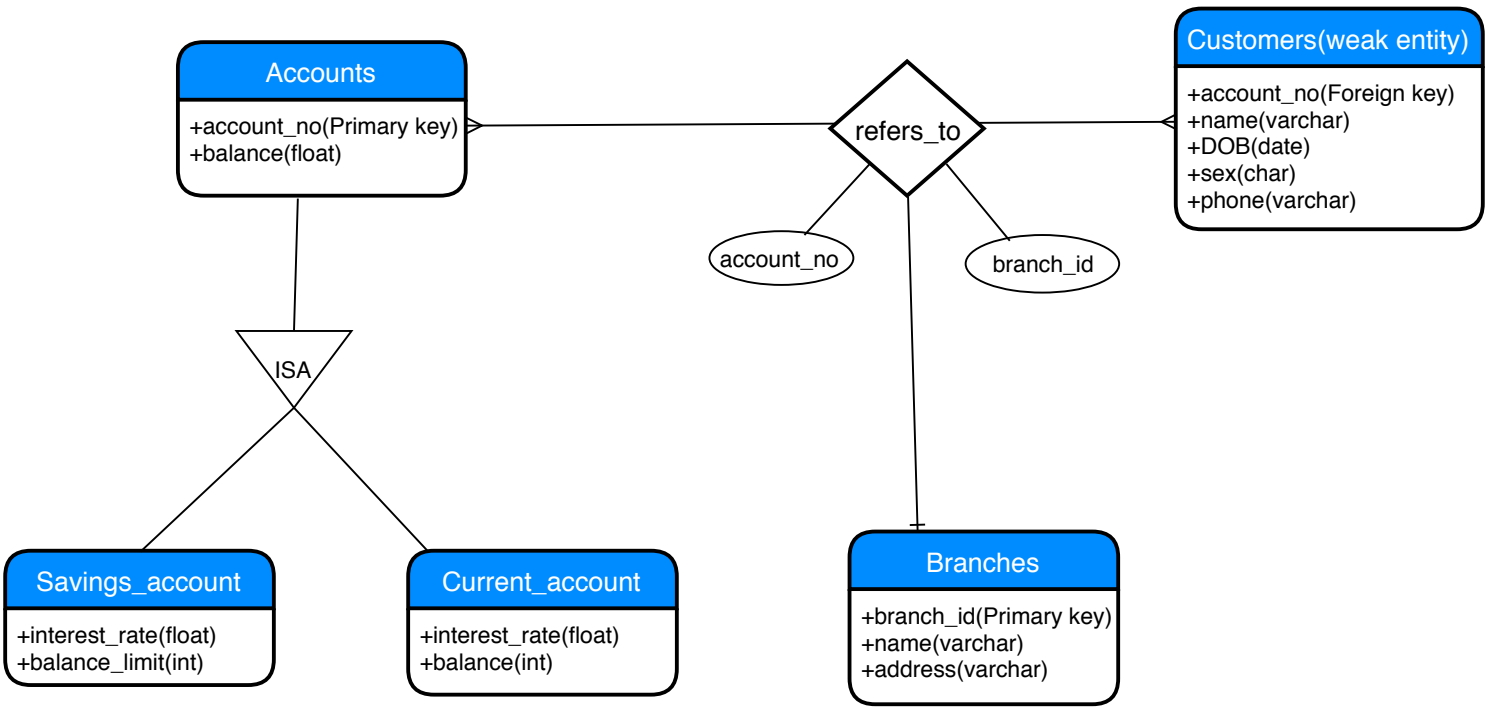 Accounts
+account_no(Primary key)
+balance(float)
refers_to
account_no
branch_id
Customers(weak entity)
+account_no(Foreign key)
+name(varchar)
+DOB(date)
+sex(char)
+phone(varchar)
ISA
Savings_account
+interest_rate(float)
+balance_limit(int)
Current_account
+interest_rate(float)
+balance(int)
Branches
+branch_id(Primary key)
+name(varchar)
+address(varchar)